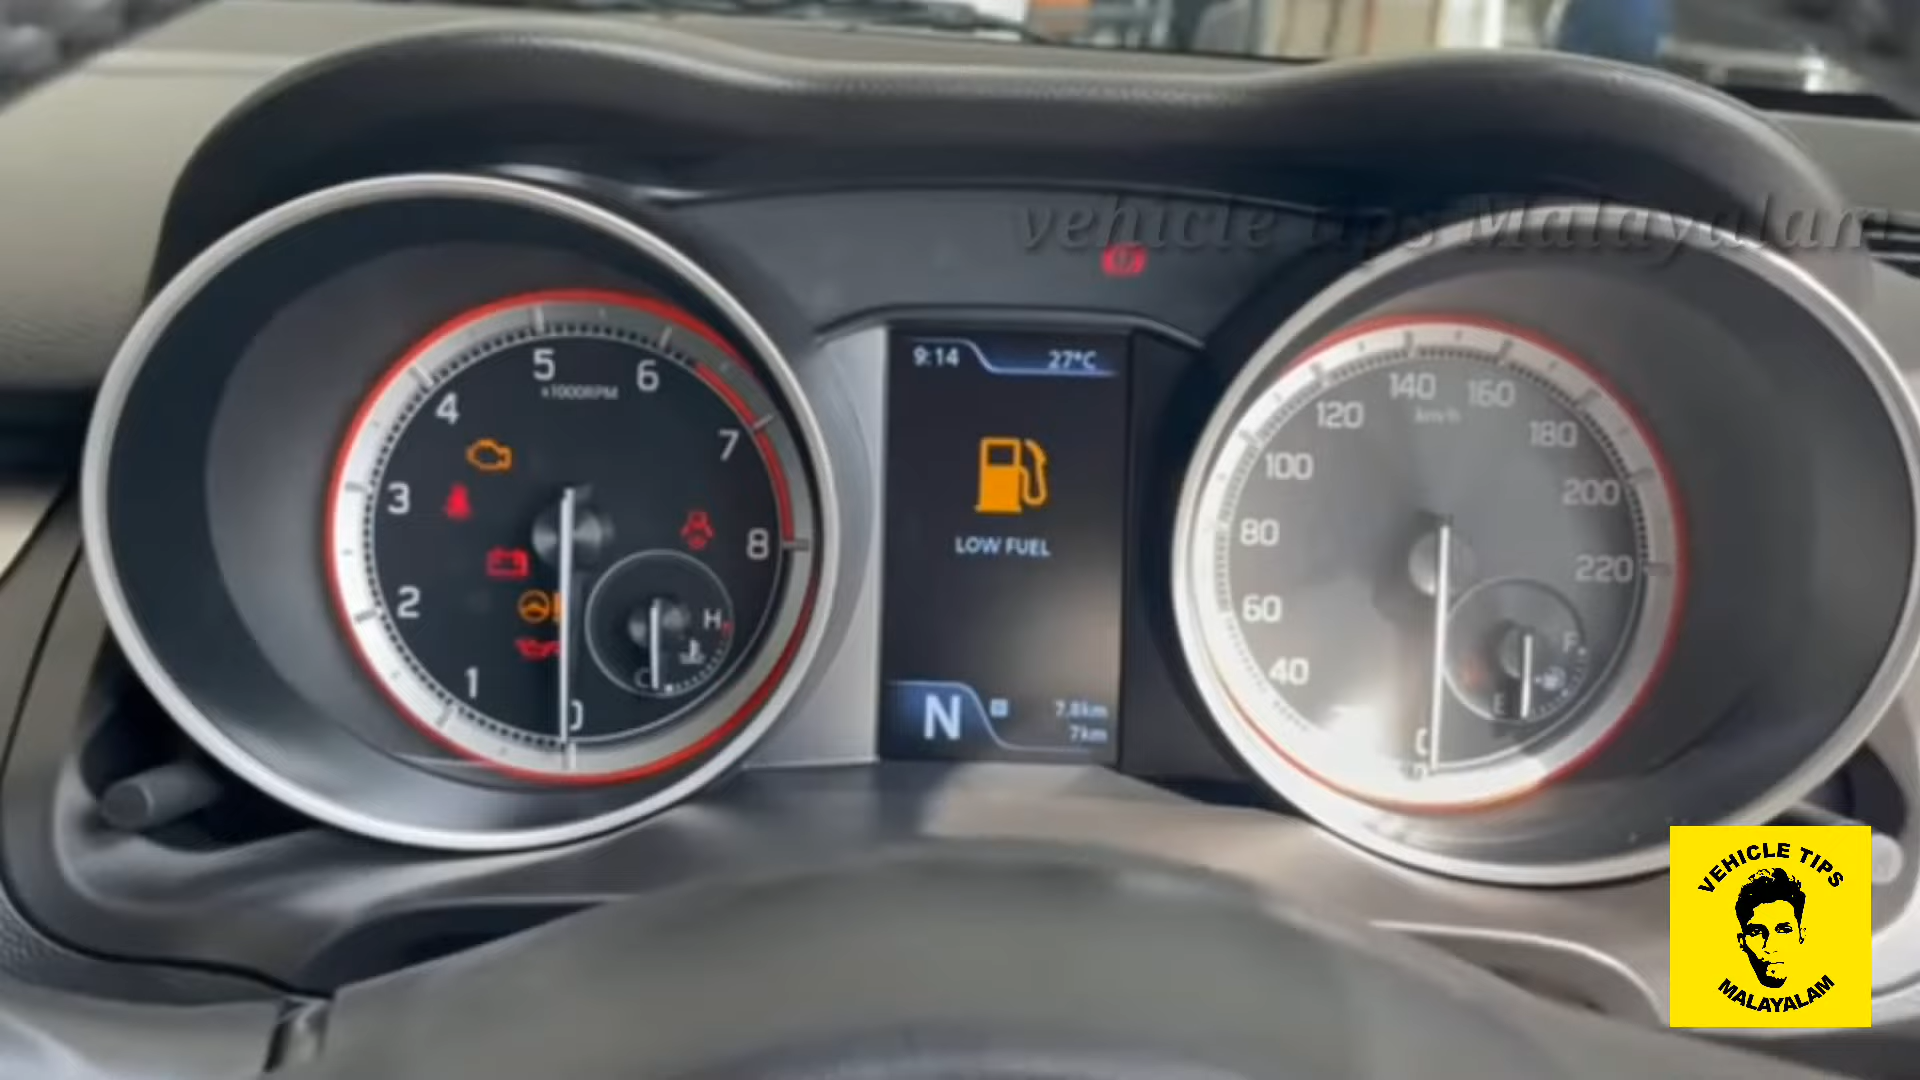 vehicle tips Malayalam
9:14
27°C
5
x1000RPM
6
4
7
3
8
2
1
0
H
C
LOW FUEL
N
7.8km
7km
140
160
120
km/h
180
100
200
80
220
60
40
0
F
E
VEHICLE TIPS
MALAYALAM